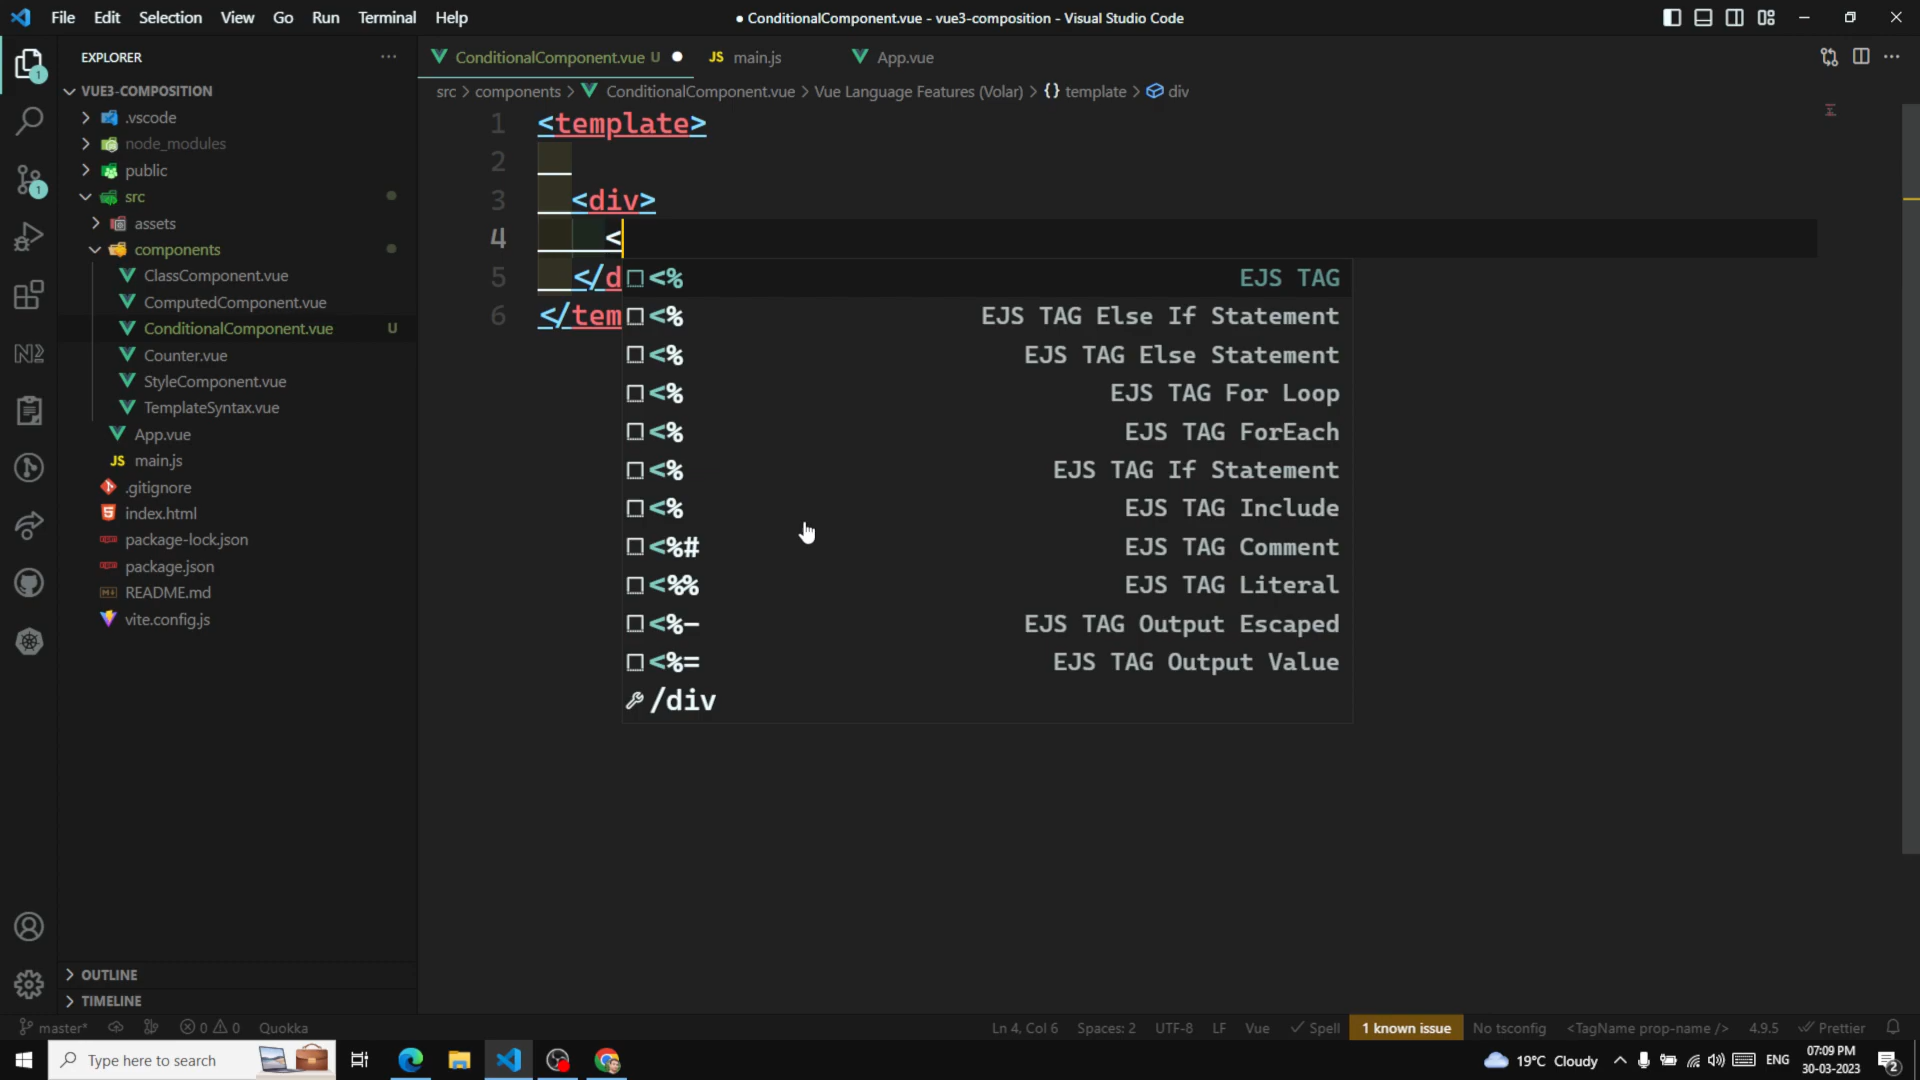 File Edit Selection View Go Run Terminal Help
● ConditionalComponent.vue - vue3-composition - Visual Studio Code
EXPLORER
VUE3-COMPOSITION
.vscode
node_modules
public
src
assets
components
ClassComponent.vue
ComputedComponent.vue
ConditionalComponent.vue U
Counter.vue
StyleComponent.vue
TemplateSyntax.vue
App.vue
JS main.js
.gitignore
index.html
package-lock.json
package.json
README.md
vite.config.js
OUTLINE
TIMELINE
ConditionalComponent.vue U ● JS main.js App.vue
src > components > ConditionalComponent.vue > Vue Language Features (Volar) > {} template > div
1 <template>
2
3 <div>
4 <
5 </d
6 </tem
<% EJS TAG
<% EJS TAG Else If Statement
<% EJS TAG Else Statement
<% EJS TAG For Loop
<% EJS TAG ForEach
<% EJS TAG If Statement
<% EJS TAG Include
<%# EJS TAG Comment
<%% EJS TAG Literal
<%- EJS TAG Output Escaped
<%= EJS TAG Output Value
/div
master* 0 0 Quokka Ln 4, Col 6 Spaces: 2 UTF-8 LF Vue Spell 1 known issue No tsconfig <TagName prop-name /> 4.9.5 Prettier
Type here to search 19°C Cloudy ENG 07:09 PM
30-03-2023 2